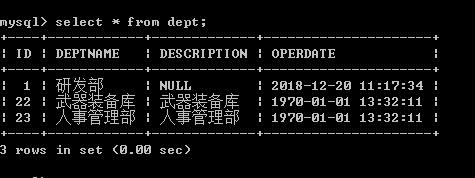 mysql> select * from dept;
+----+------------+-------------+---------------------+
| ID | DEPTNAME | DESCRIPTION | OPERDATE |
+----+------------+-------------+---------------------+
| 1 | 研发部 | NULL | 2018-12-20 11:17:34 |
| 22 | 武器装备库 | 武器装备库 | 1970-01-01 13:32:11 |
| 23 | 人事管理部 | 人事管理部 | 1970-01-01 13:32:11 |
+----+------------+-------------+---------------------+
3 rows in set (0.00 sec)